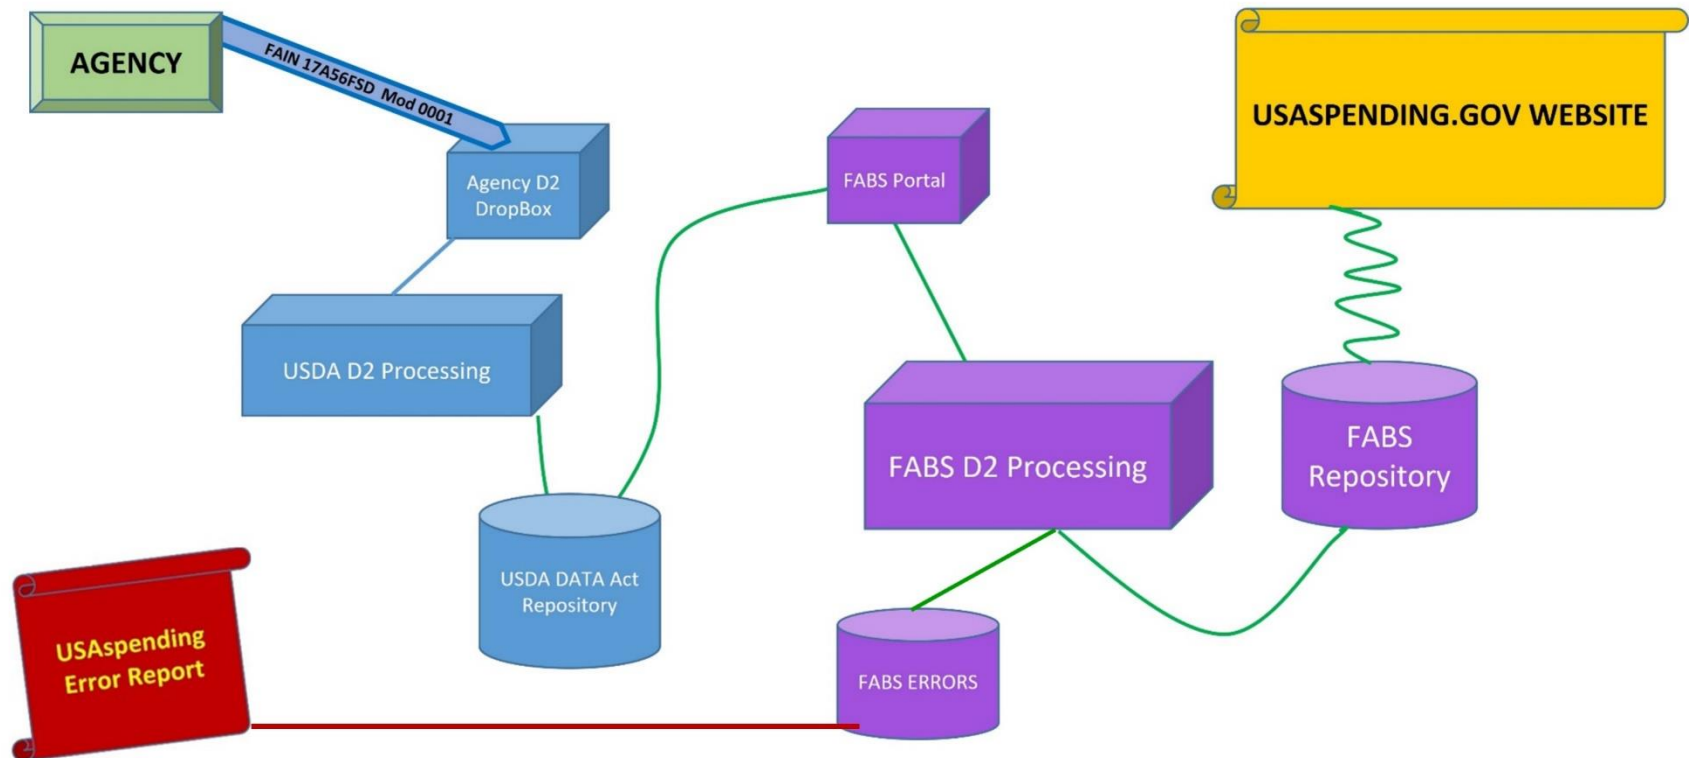 AGENCY
FAIN 17A56FSD Mod 0001
Agency D2
DropBox
USDA D2 Processing
USDA DATA Act
Repository
FABS Portal
FABS D2 Processing
FABS ERRORS
FABS
Repository
USASPENDING.GOV WEBSITE
USAspending
Error Report